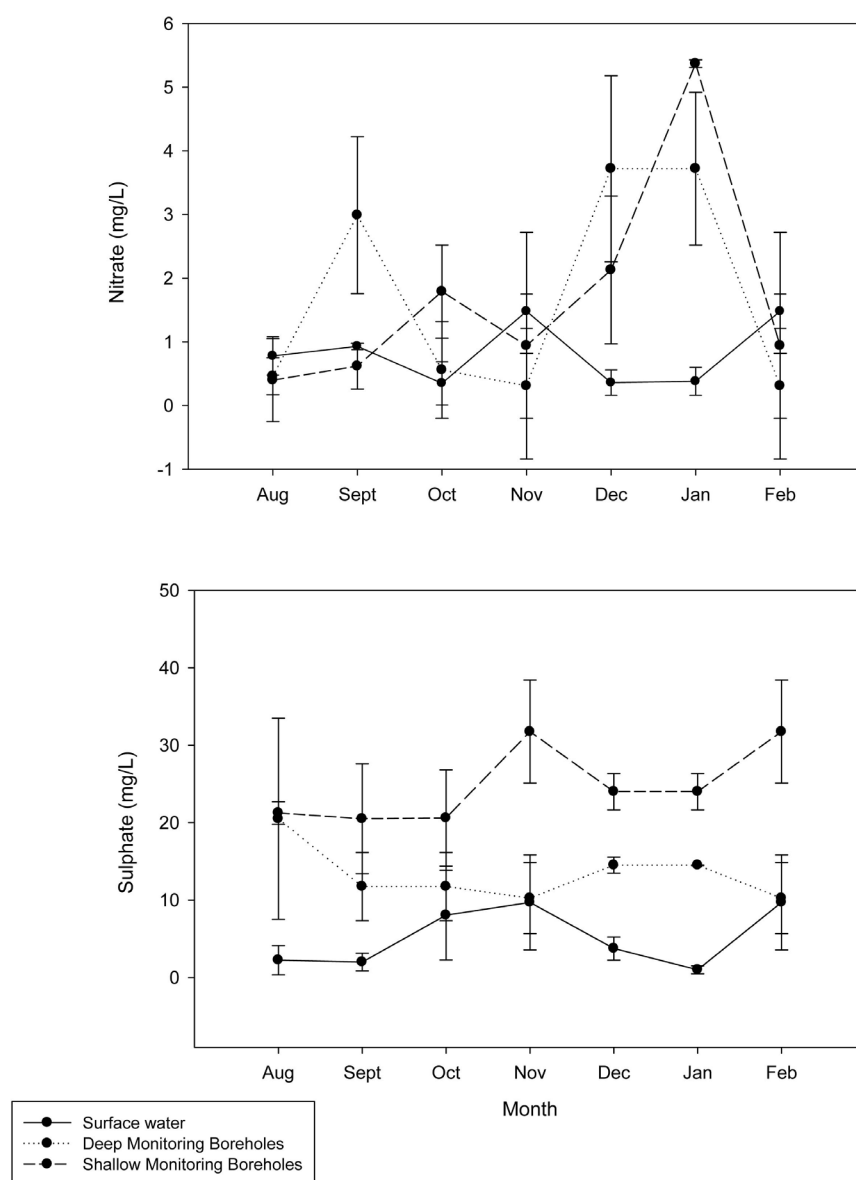 6
5
4
3
2
1
0
-1
Nitrate (mg/L)
Aug Sept Oct Nov Dec Jan Feb
50
40
30
20
10
0
Sulphate (mg/L)
Aug Sept Oct Nov Dec Jan Feb
Month
Surface water
Deep Monitoring Boreholes
Shallow Monitoring Boreholes